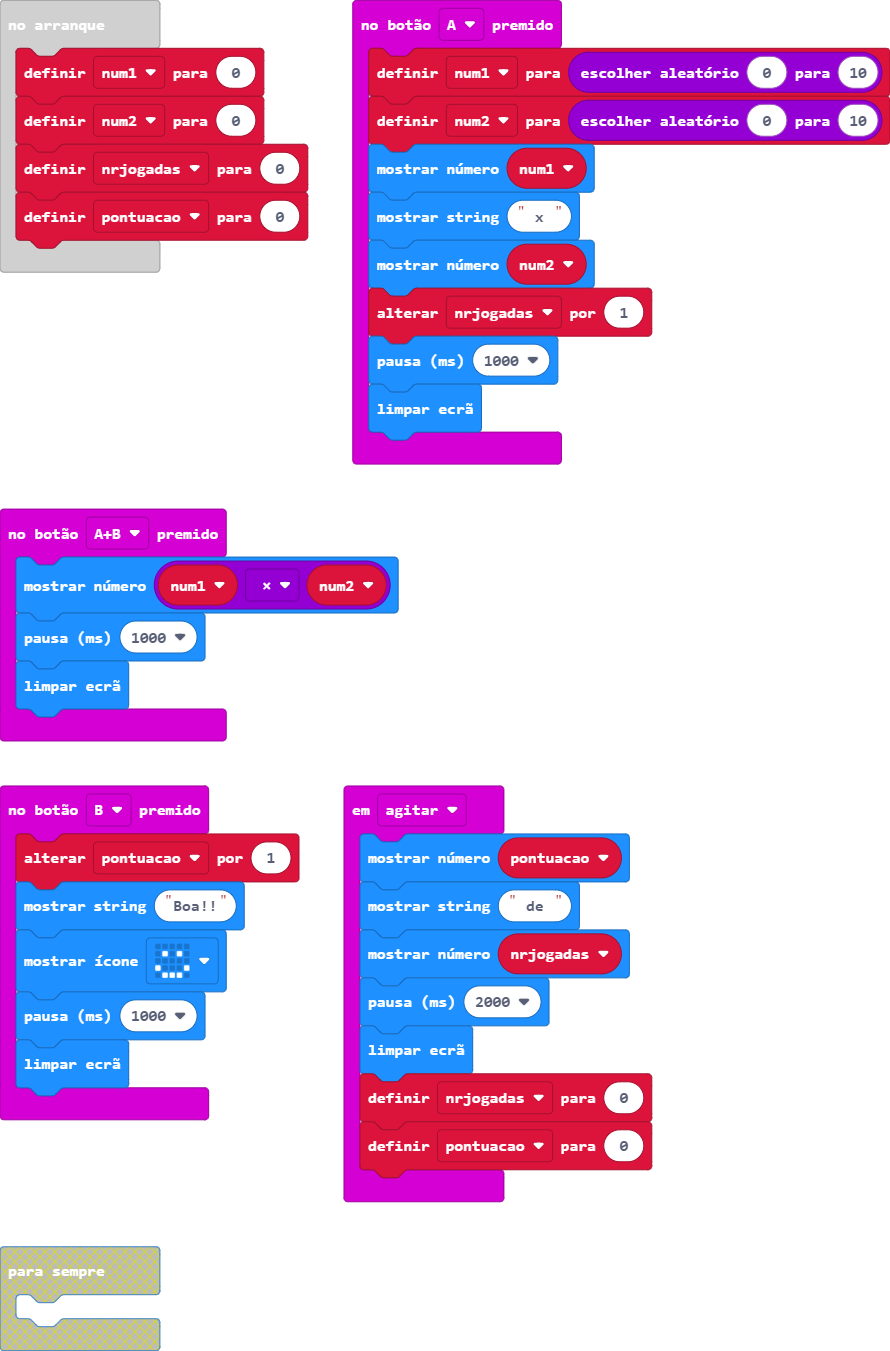 no arranque
definir num1 para 0
definir num2 para 0
definir nrjogadas para 0
definir pontuacao para 0
no botão A premido
definir num1 para escolher aleatório 0 para 10
definir num2 para escolher aleatório 0 para 10
mostrar número num1
mostrar string " x "
mostrar número num2
alterar nrjogadas por 1
pausa (ms) 1000
limpar ecrã
no botão A+B premido
mostrar número num1 × num2
pausa (ms) 1000
limpar ecrã
no botão B premido
alterar pontuacao por 1
mostrar string "Boa!!"
mostrar ícone
pausa (ms) 1000
limpar ecrã
em agitar
mostrar número pontuacao
mostrar string " de "
mostrar número nrjogadas
pausa (ms) 2000
limpar ecrã
definir nrjogadas para 0
definir pontuacao para 0
para sempre